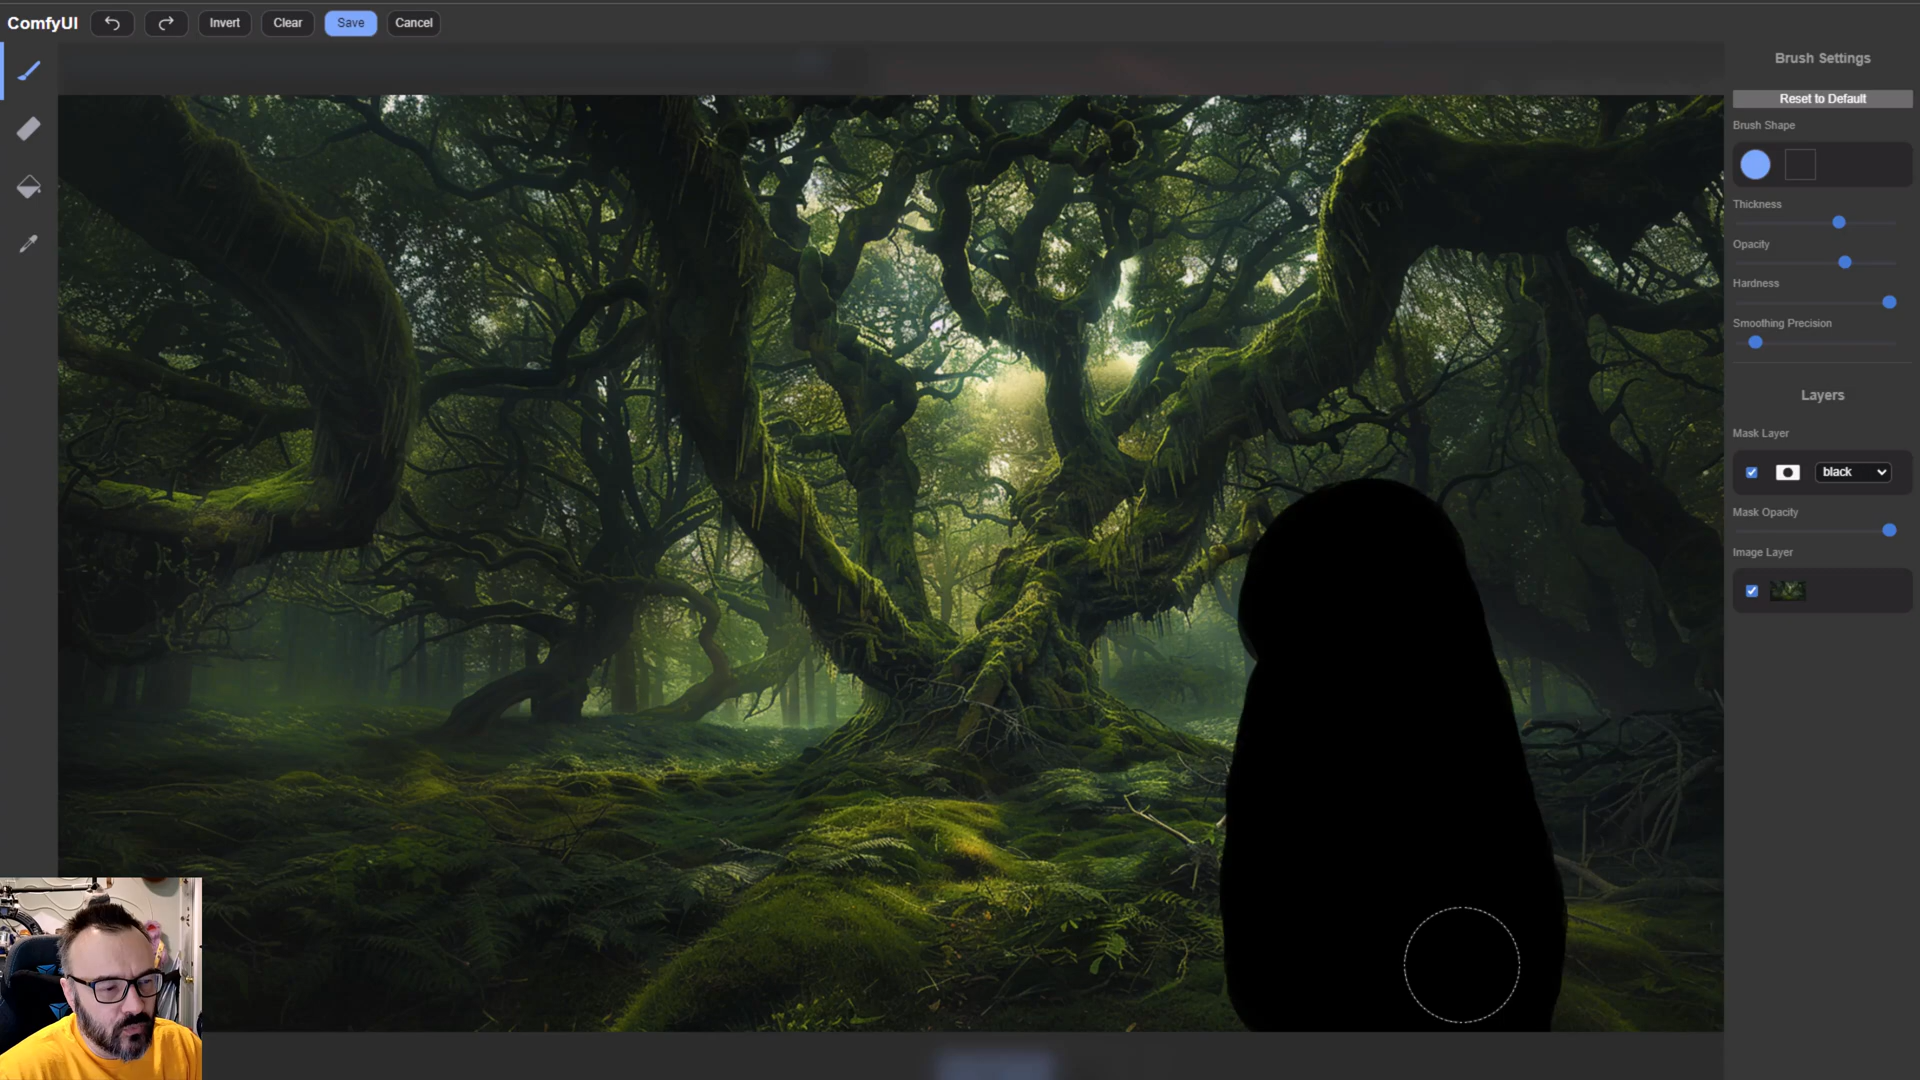 ComfyUI
Invert
Clear
Save
Cancel
Brush Settings
Reset to Default
Brush Shape
Thickness
Opacity
Hardness
Smoothing Precision
Layers
Mask Layer
black
Mask Opacity
Image Layer